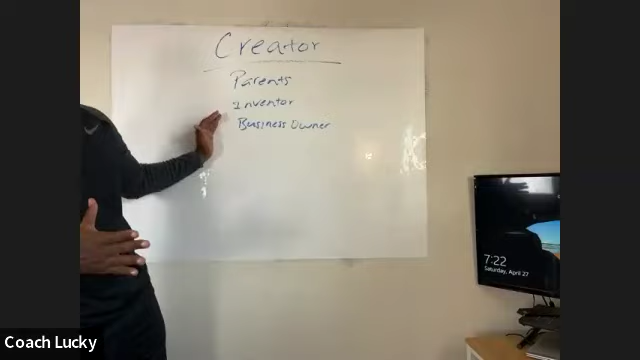 Creator
Parents
Inventor
Business Owner
7:22
Saturday, April 27
Coach Lucky